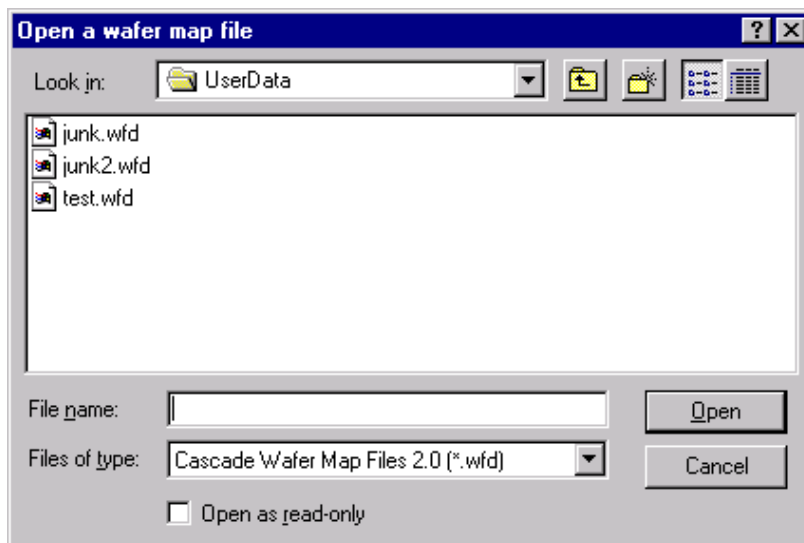 Open a wafer map file
Look in: UserData
junk.wfd
junk2.wfd
test.wfd
File name: Open
Files of type: Cascade Wafer Map Files 2.0 (*.wfd) Cancel
Open as read-only